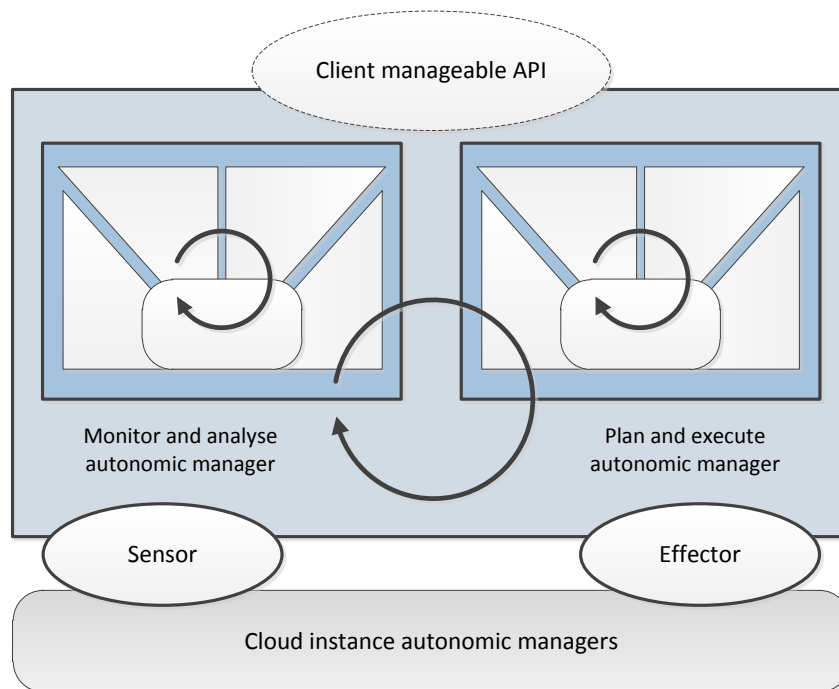 Client manageable API
Monitor and analyse
autonomic manager
Plan and execute
autonomic manager
Sensor
Effector
Cloud instance autonomic managers